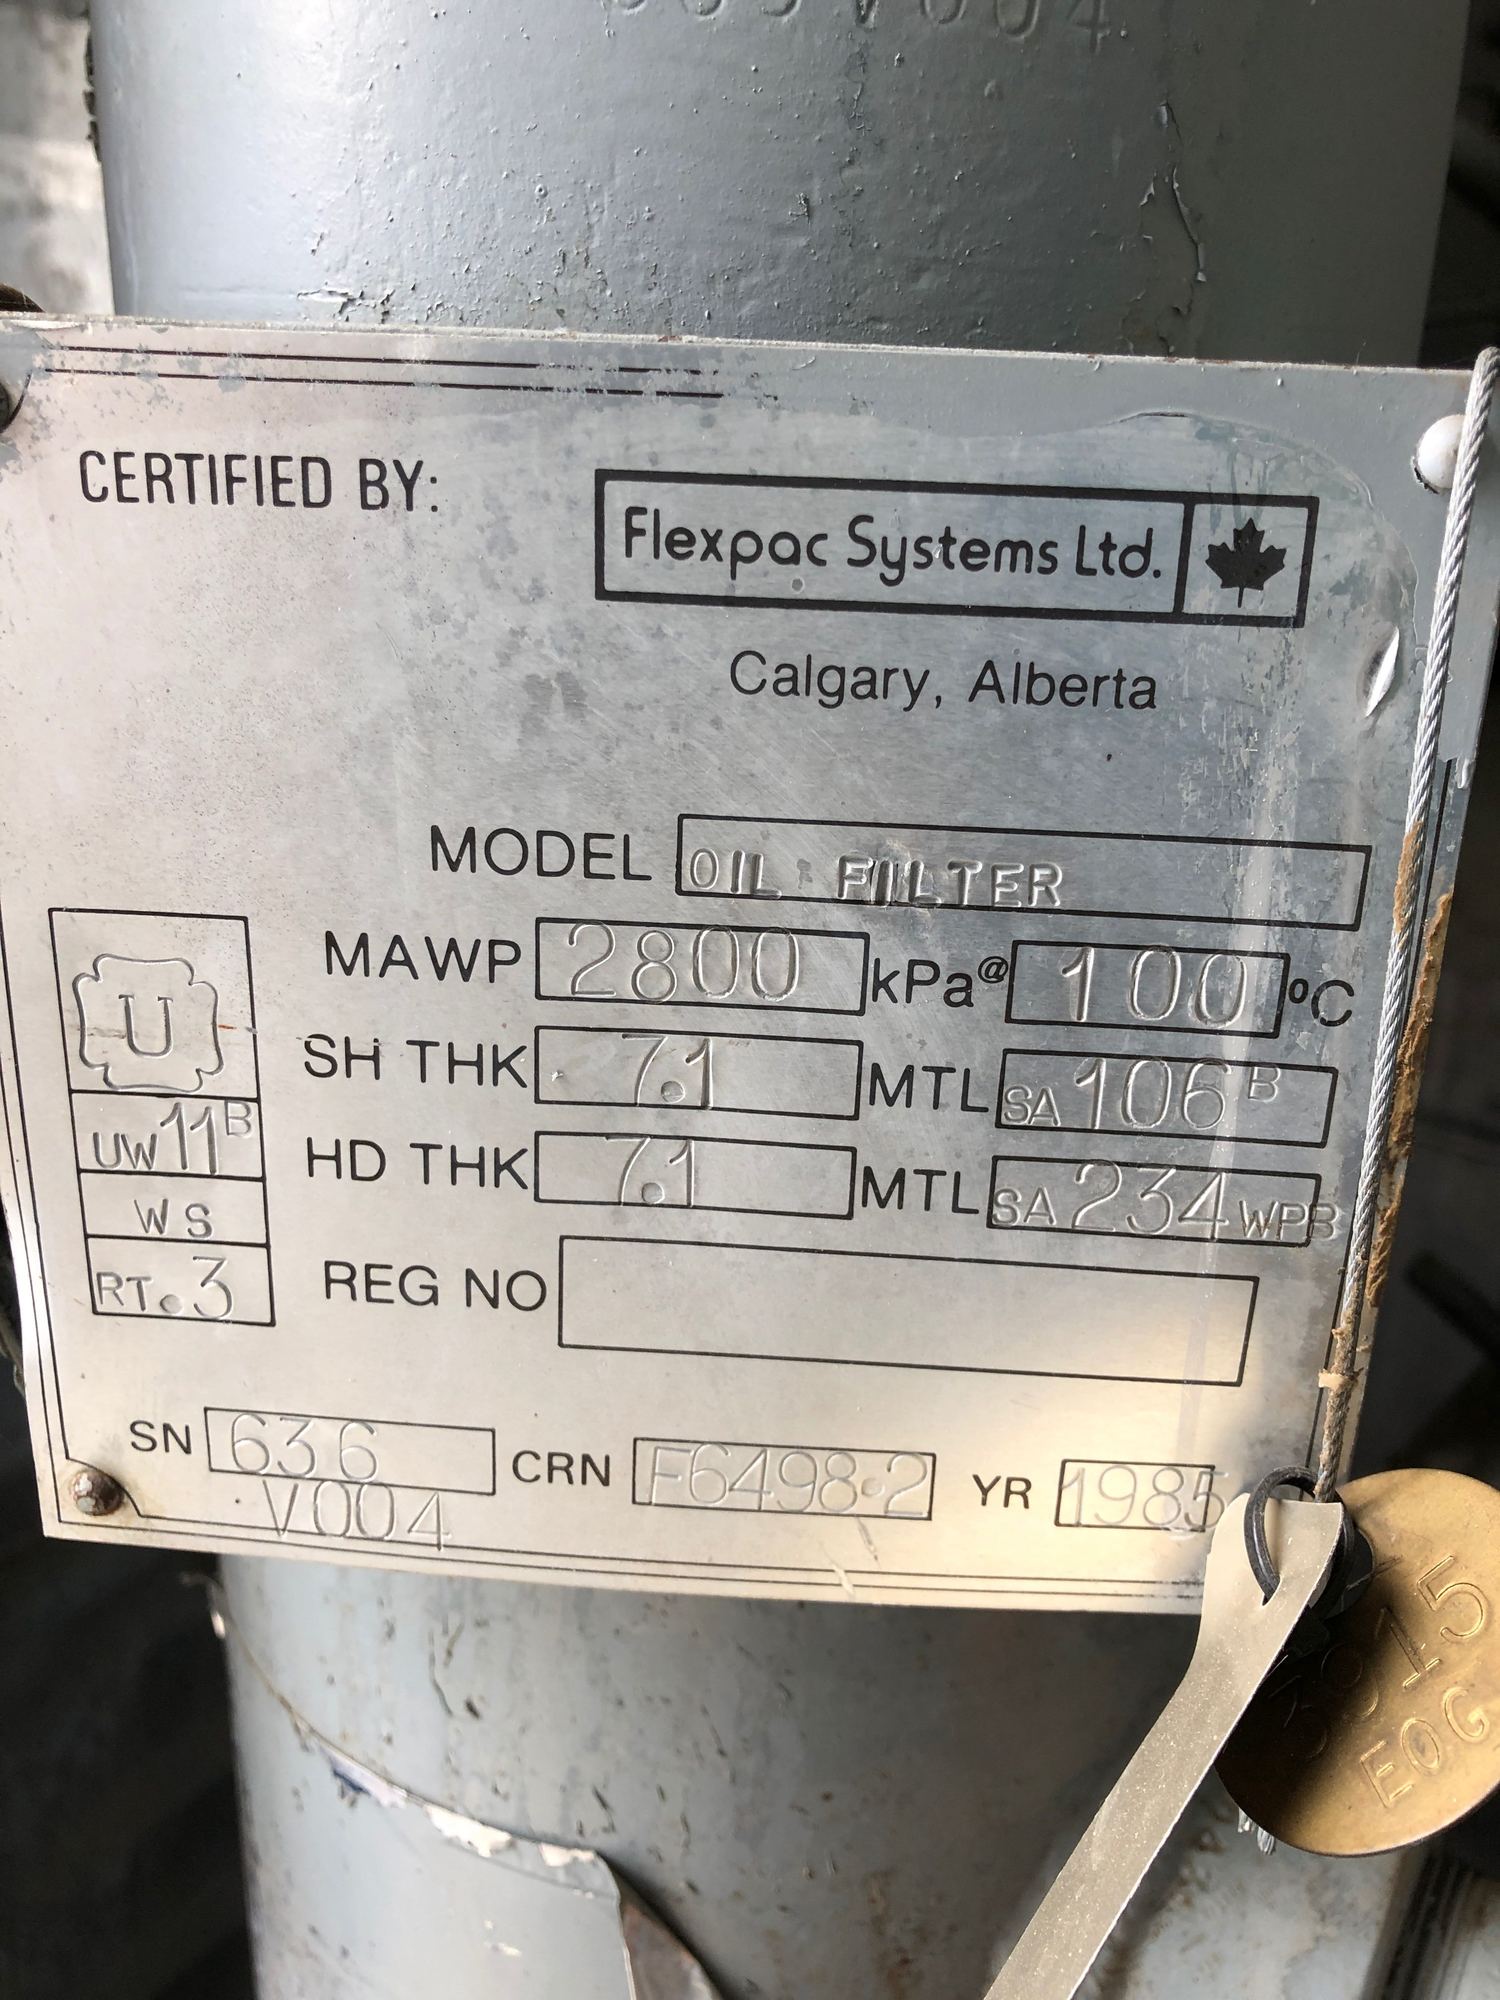 V004
CERTIFIED BY:
Flexpac Systems Ltd.
Calgary, Alberta
MODEL OIL FILTER
MAWP 2800 kPa@ 100 °C
SH THK 7.1 MTL SA 106 B
HD THK 7.1 MTL SA 234 WPB
REG NO
U
UW 11 B
WS
RT. 3
SN 636 CRN F6498.2 YR 1985
V004
EOG